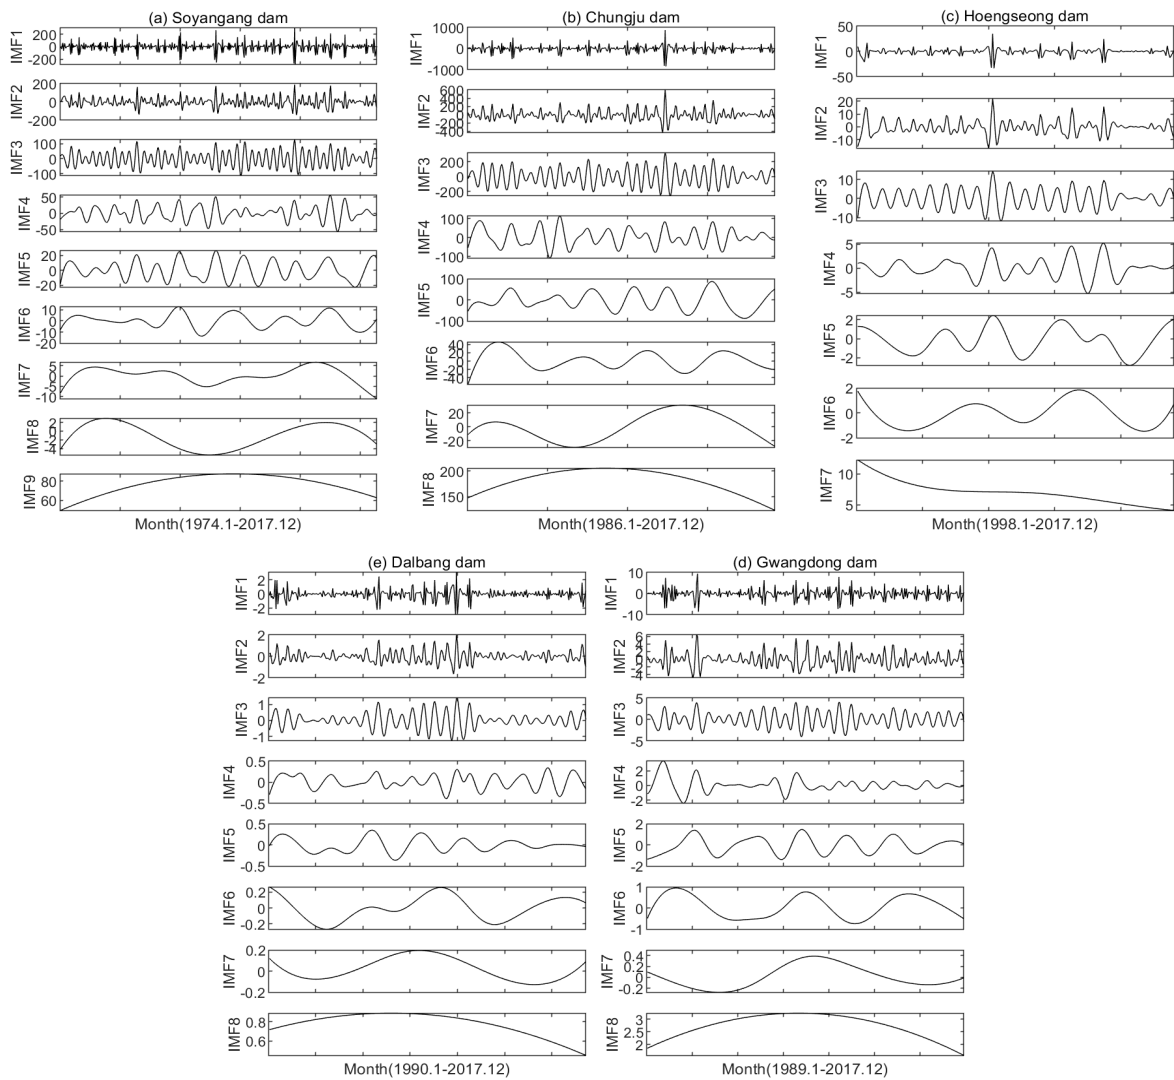 (a) Soyangang dam
IMF1
200
0
-200
IMF2
200
0
-200
IMF3
100
0
-100
IMF4
50
0
-50
IMF5
20
0
-20
IMF6
10
0
-10
-20
IMF7
5
0
-5
-10
IMF8
2
0
-2
-4
IMF9
80
60
Month(1974.1-2017.12)
(b) Chungju dam
IMF1
1000
0
-1000
IMF2
600
400
200
0
-200
-400
IMF3
200
0
-200
IMF4
100
0
-100
IMF5
100
0
-100
IMF6
40
20
0
-20
-40
IMF7
20
0
-20
IMF8
200
150
Month(1986.1-2017.12)
(c) Hoengseong dam
IMF1
50
0
-50
IMF2
20
10
0
-10
IMF3
10
0
-10
IMF4
5
0
-5
IMF5
2
0
-2
IMF6
2
0
-2
IMF7
10
5
Month(1998.1-2017.12)
(e) Dalbang dam
IMF1
2
0
-2
IMF2
2
0
-2
IMF3
1
0
-1
IMF4
0.5
0
-0.5
IMF5
0.5
0
-0.5
IMF6
0.2
0
-0.2
IMF7
0.2
0
-0.2
IMF8
0.8
0.6
Month(1990.1-2017.12)
(d) Gwangdong dam
IMF1
10
0
-10
IMF2
6
4
2
0
-2
-4
IMF3
5
0
-5
IMF4
2
0
-2
IMF5
2
0
-2
IMF6
1
0
-1
IMF7
0.4
0.2
0
-0.2
IMF8
3
2.5
2
Month(1989.1-2017.12)